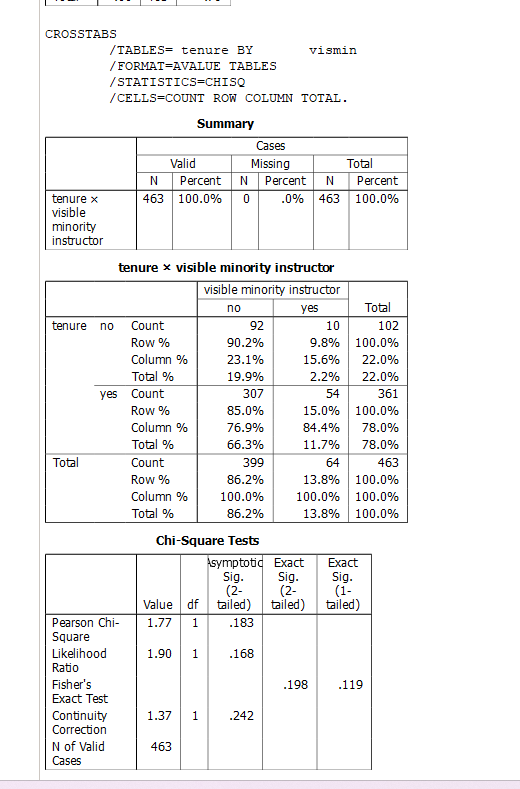 CROSSTABS
/TABLES= tenure BY vismin
/FORMAT=AVALUE TABLES
/STATISTICS=CHISQ
/CELLS=COUNT ROW COLUMN TOTAL.
Summary
Cases
Valid Missing Total
N Percent N Percent N Percent
tenure × 463 100.0% 0 .0% 463 100.0%
visible
minority
instructor
tenure × visible minority instructor
visible minority instructor
no yes Total
tenure no Count 92 10 102
Row % 90.2% 9.8% 100.0%
Column % 23.1% 15.6% 22.0%
Total % 19.9% 2.2% 22.0%
yes Count 307 54 361
Row % 85.0% 15.0% 100.0%
Column % 76.9% 84.4% 78.0%
Total % 66.3% 11.7% 78.0%
Total Count 399 64 463
Row % 86.2% 13.8% 100.0%
Column % 100.0% 100.0% 100.0%
Total % 86.2% 13.8% 100.0%
Chi-Square Tests
Asymptotic Exact Exact
Sig. Sig. Sig.
(2- (2- (1-
Value df tailed) tailed) tailed)
Pearson Chi- 1.77 1 .183
Square
Likelihood 1.90 1 .168
Ratio
Fisher's .198 .119
Exact Test
Continuity 1.37 1 .242
Correction
N of Valid 463
Cases